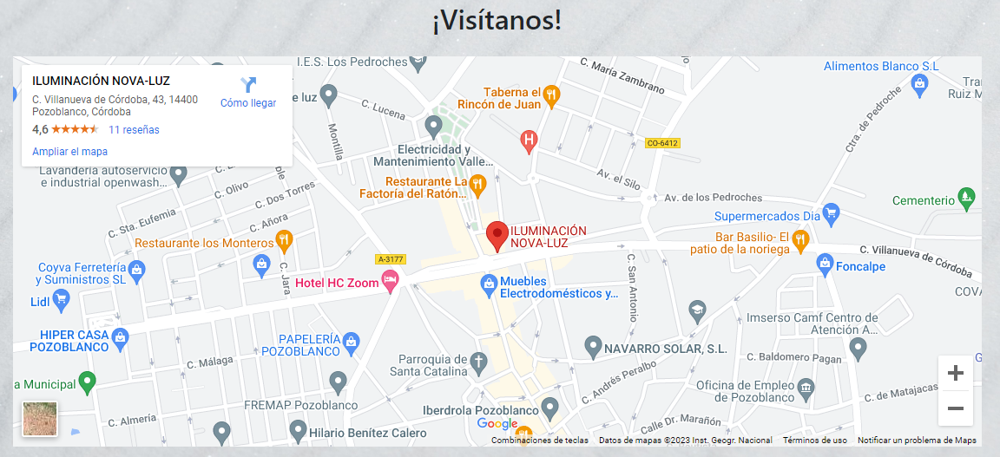 ¡Visítanos!
ILUMINACIÓN NOVA-LUZ
C. Villanueva de Córdoba, 43, 14400
Pozoblanco, Córdoba
4,6
11 reseñas
Ampliar el mapa
Cómo llegar
I.E.S. Los Pedroches
C. María Zambrano
Alimentos Blanco S.L
Taberna el
Rincón de Juan
Ruiz M
Ctra. de Pedroche
de luz
C. Lucena
Montilla
H
CO-6412
Electricidad y
Mantenimiento Valle...
Lavandería autoservicio
e industrial openwash...
C. Olivo
C. Dos Torres
Restaurante La
Factoría del Ratón...
Av. el Silo
Av. de los Pedroches
Cementerio
C. Sta. Eufemia
C. Añora
Supermercados Dia
ILUMINACIÓN
NOVA-LUZ
Restaurante los Monteros
Bar Basilio- El
patio de la noriega
C. Villanueva de Córdoba
A-3177
Coyva Ferretería
y Suministros SL
C. Jara
Hotel HC Zoom
Muebles
Electrodomésticos y...
C. San Antonio
Foncalpe
COVA
Lidl
Imserso Camf Centro de
Atención A...
HIPER CASA
POZOBLANCO
PAPELERÍA
POZOBLANCO
C. Málaga
Parroquia de
Santa Catalina
NAVARRO SOLAR, S.L.
C. Baldomero Pagan
a Municipal
C. Andrés Peralbo
Oficina de Empleo
de Pozoblanco
C. de Matajacas
FREMAP Pozoblanco
Iberdrola Pozoblanco
C. Almería
Calle Dr. Marañón
Hilario Benítez Calero
Google
Combinaciones de teclas
Datos de mapas ©2023 Inst. Geogr. Nacional
Términos de uso
Notificar un problema de Maps